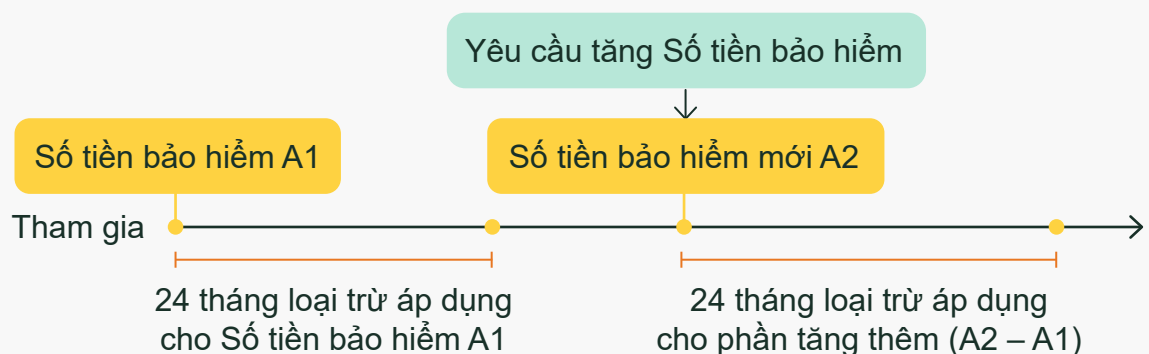 Yêu cầu tăng Số tiền bảo hiểm
Số tiền bảo hiểm A1
Số tiền bảo hiểm mới A2
Tham gia
24 tháng loại trừ áp dụng
cho Số tiền bảo hiểm A1
24 tháng loại trừ áp dụng
cho phần tăng thêm (A2 – A1)